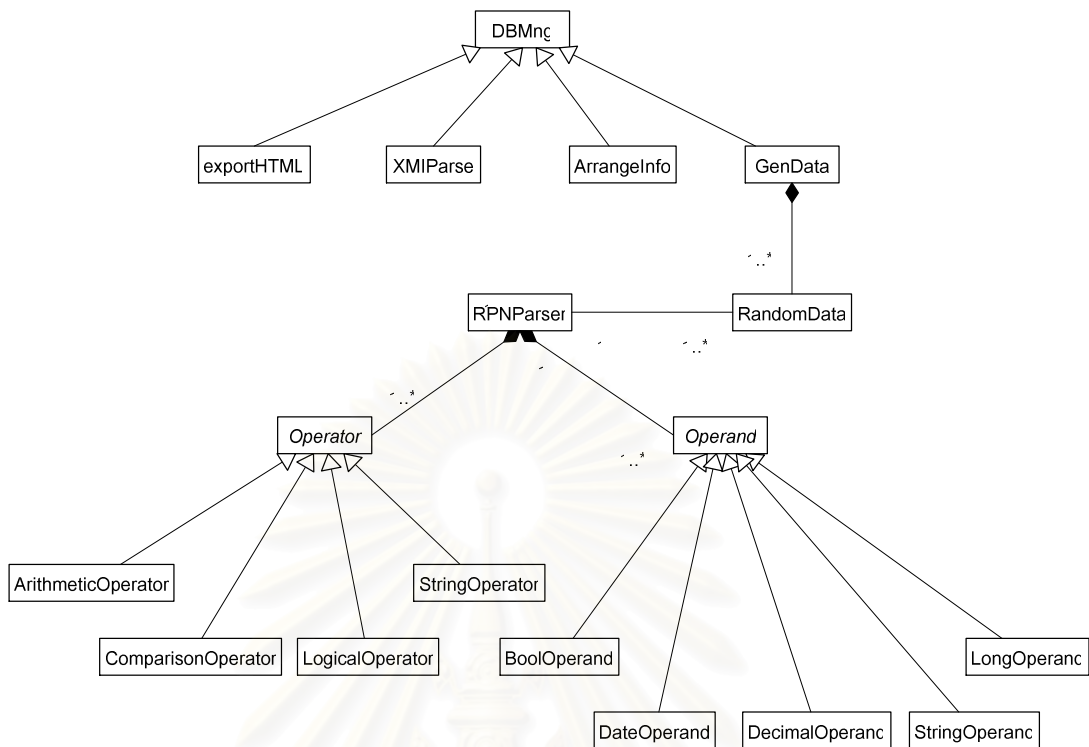 DBMng
exportHTML
XMIParse
ArrangeInfo
GenData
..*
RPNParser
RandomData
..*
..*
Operator
Operand
..*
ArithmeticOperator
StringOperator
ComparisonOperator
LogicalOperator
BoolOperand
LongOperand
DateOperand
DecimalOperand
StringOperand